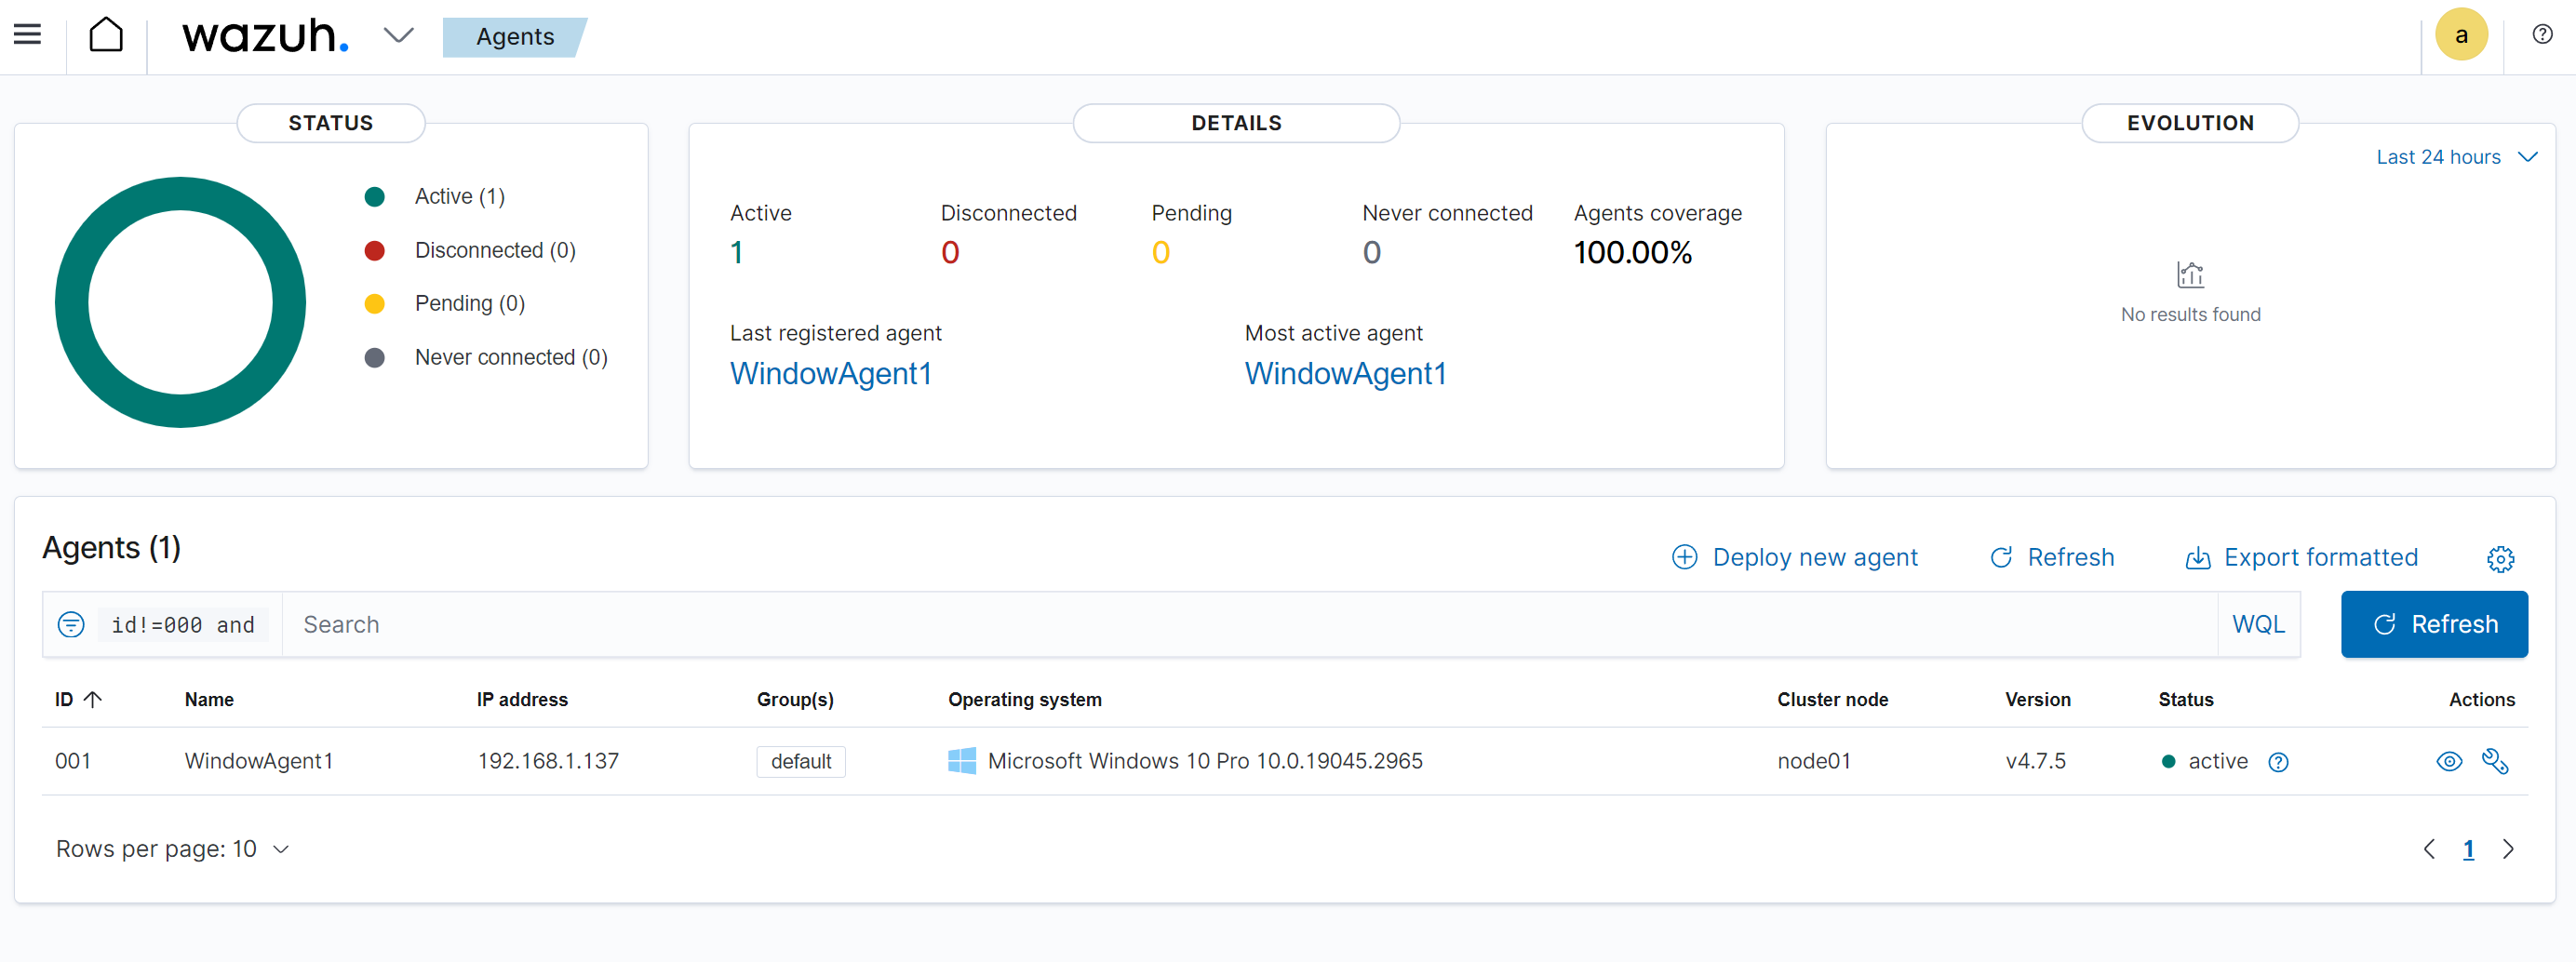 wazuh.
Agents
a
STATUS
Active (1)
Disconnected (0)
Pending (0)
Never connected (0)
DETAILS
Active
Disconnected
Pending
Never connected
Agents coverage
1
0
0
0
100.00%
Last registered agent
Most active agent
WindowAgent1
WindowAgent1
EVOLUTION
Last 24 hours
No results found
Agents (1)
Deploy new agent
Refresh
Export formatted
id!=000 and
Search
WQL
Refresh
ID Name IP address Group(s) Operating system Cluster node Version Status Actions
001 WindowAgent1 192.168.1.137 default Microsoft Windows 10 Pro 10.0.19045.2965 node01 v4.7.5 active
Rows per page: 10
1